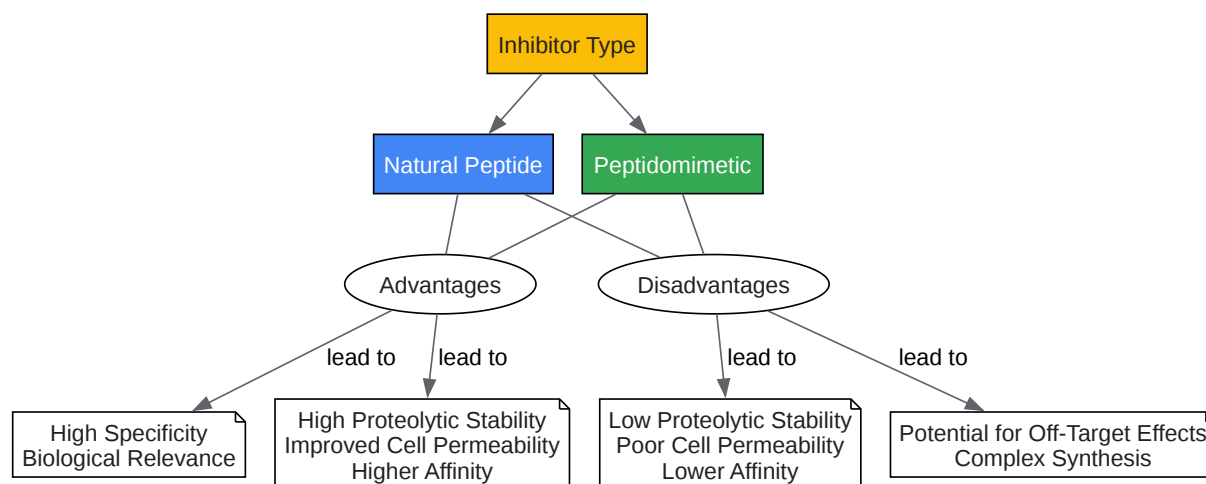 Inhibitor Type
Natural Peptide
Peptidomimetic
Advantages
Disadvantages
lead to
lead to
lead to
lead to
High Specificity
Biological Relevance
High Proteolytic Stability
Improved Cell Permeability
Higher Affinity
Low Proteolytic Stability
Poor Cell Permeability
Lower Affinity
Potential for Off-Target Effects
Complex Synthesis